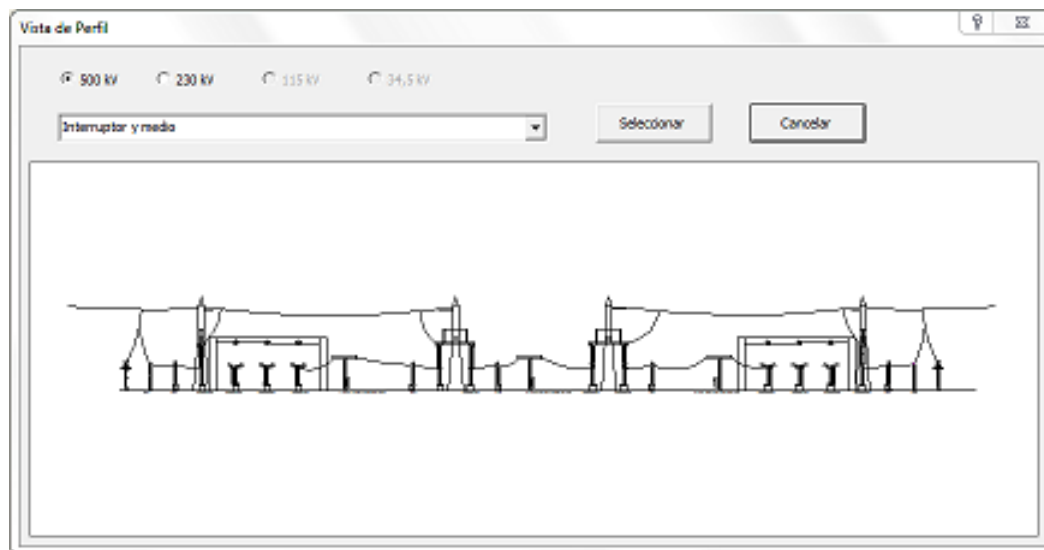 Vista de Perfil
500 kV 230 kV 115 kV 34,5 kV
Interruptor y medio Seleccionar Cancelar